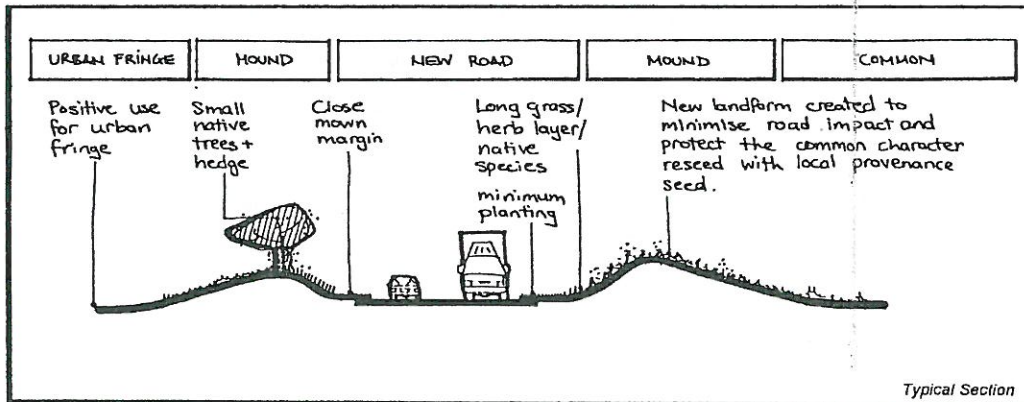 URBAN FRINGE
MOUND
NEW ROAD
MOUND
COMMON
Positive use
for urban
fringe
Small
native
trees +
hedge
Close
mown
margin
Long grass/
herb layer/
native
species
minimum
planting
New landform created to
minimise road impact and
protect the common character
reseed with local provenance
seed.
Typical Section